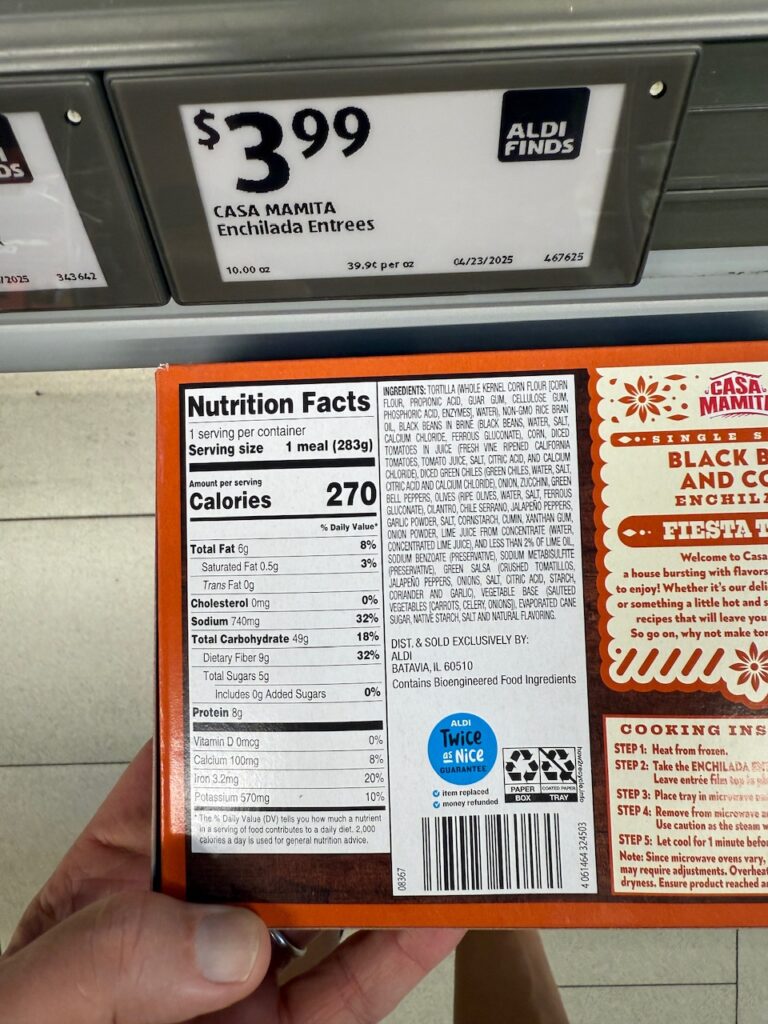 $3.99
ALDI
FINDS
CASA MAMITA
Enchilada Entrees
10.00 oz 39.9¢ per oz 04/23/2025 467625
DS
/2025 343642
Nutrition Facts
1 serving per container
Serving size 1 meal (283g)
Amount per serving
Calories 270
% Daily Value*
Total Fat 6g 8%
Saturated Fat 0.5g 3%
Trans Fat 0g
Cholesterol 0mg 0%
Sodium 740mg 32%
Total Carbohydrate 49g 18%
Dietary Fiber 9g 32%
Total Sugars 5g
Includes 0g Added Sugars 0%
Protein 8g
Vitamin D 0mcg 0%
Calcium 100mg 8%
Iron 3.2mg 20%
Potassium 570mg 10%
*The % Daily Value (DV) tells you how much a nutrient
in a serving of food contributes to a daily diet. 2,000
calories a day is used for general nutrition advice.
INGREDIENTS: TORTILLA (WHOLE KERNEL CORN FLOUR [CORN
FLOUR, PROPIONIC ACID, GUAR GUM, CELLULOSE GUM,
PHOSPHORIC ACID, ENZYMES], WATER), NON-GMO RICE BRAN
OIL, BLACK BEANS IN BRINE (BLACK BEANS, WATER, SALT,
CALCIUM CHLORIDE, FERROUS GLUCONATE), CORN, DICED
TOMATOES IN JUICE (FRESH VINE RIPENED CALIFORNIA
TOMATOES, TOMATO JUICE, SALT, CITRIC ACID, AND CALCIUM
CHLORIDE), DICED GREEN CHILES (GREEN CHILES, WATER, SALT,
CITRIC ACID AND CALCIUM CHLORIDE), ONION, ZUCCHINI, GREEN
BELL PEPPERS, OLIVES (RIPE OLIVES, WATER, SALT, FERROUS
GLUCONATE), CILANTRO, CHILE SERRANO, JALAPEÑO PEPPERS,
GARLIC POWDER, SALT, CORNSTARCH, CUMIN, XANTHAN GUM,
ONION POWDER, LIME JUICE FROM CONCENTRATE (WATER,
CONCENTRATED LIME JUICE), AND LESS THAN 2% OF LIME OIL,
SODIUM BENZOATE (PRESERVATIVE), SODIUM METABISULFITE
(PRESERVATIVE), GREEN SALSA (CRUSHED TOMATILLOS,
JALAPEÑO PEPPERS, ONIONS, SALT, CITRIC ACID, STARCH,
CORIANDER AND GARLIC), VEGETABLE BASE (SAUTEED
VEGETABLES [CARROTS, CELERY, ONIONS]), EVAPORATED CANE
SUGAR, NATIVE STARCH, SALT AND NATURAL FLAVORING.
DIST. & SOLD EXCLUSIVELY BY:
ALDI
BATAVIA, IL 60510
Contains Bioengineered Food Ingredients
ALDI
Twice
as Nice
GUARANTEE
item replaced
money refunded
PAPER COATED PAPER
BOX TRAY
how2recycle.info
08367
4 061464 324503
CASA
MAMITA
SINGLE S
BLACK B
AND CO
ENCHIL
FIESTA T
Welcome to Casa
a house bursting with flavors
to enjoy! Whether it's our deli
or something a little hot and s
recipes that will leave you
So go on, why not make to
COOKING INS
STEP 1: Heat from frozen.
STEP 2: Take the ENCHILADA
Leave entrée film
STEP 3: Place tray in microwave
STEP 4: Remove from microwave
Use caution as the steam
STEP 5: Let cool for 1 minute
Note: Since microwave ovens vary,
may require adjustments. Overheat
dryness. Ensure product reached